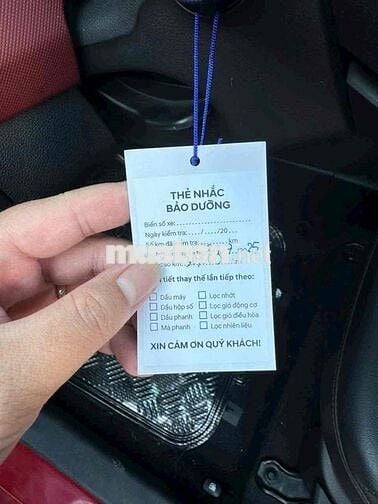 THẺ NHẮC
BẢO DƯỠNG
Biển số xe:........................
Ngày kiểm tra:..../..../20...
km
25
tiết thay thế lần tiếp theo:
Dầu máy
Lọc nhớt
Dầu hộp số
Lọc gió động cơ
Dầu phanh
Lọc gió điều hòa
Má phanh
Lọc nhiên liệu
XIN CẢM ƠN QUÝ KHÁCH!